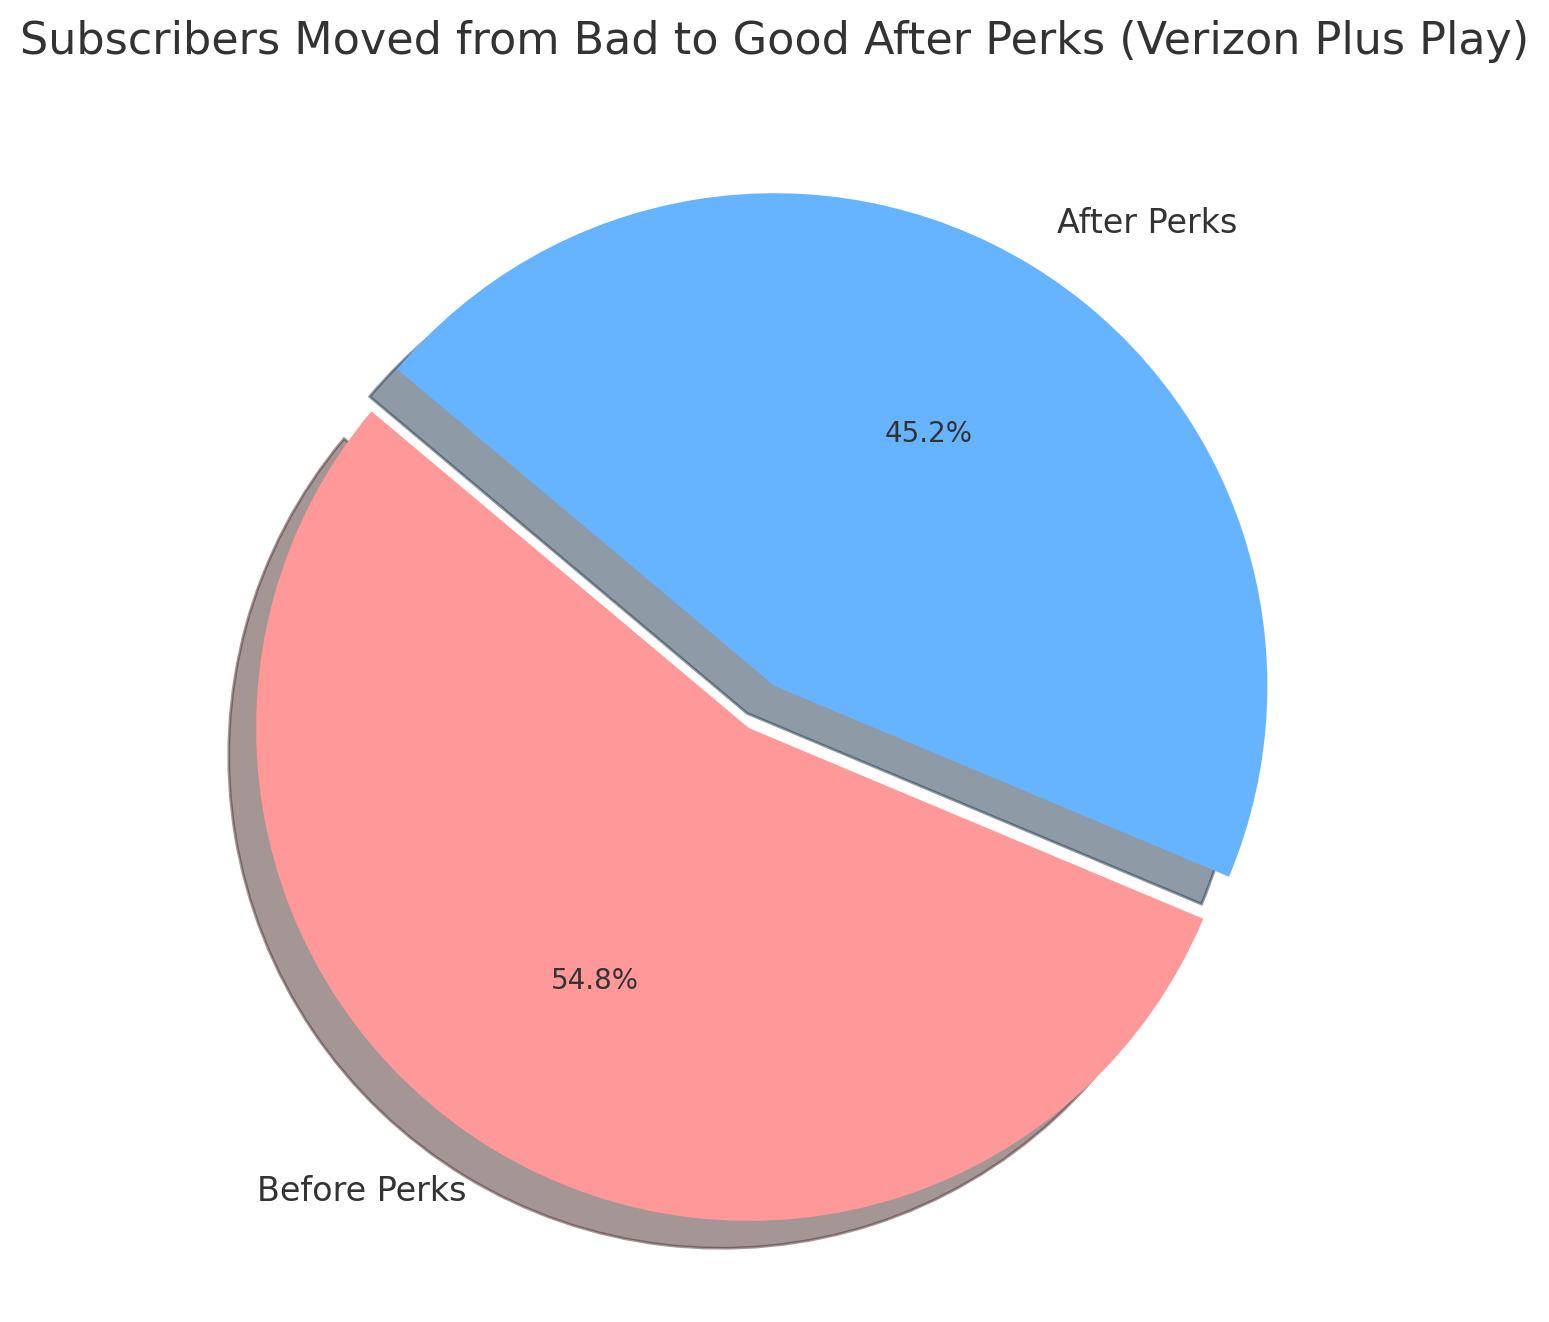 Subscribers Moved from Bad to Good After Perks (Verizon Plus Play)
After Perks
45.2%
54.8%
Before Perks